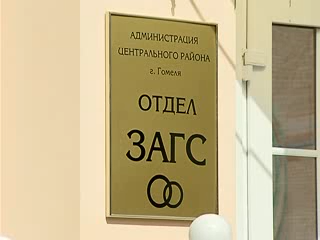 АДМИНИСТРАЦИЯ
ЦЕНТРАЛЬНОГО РАЙОНА
г. Гомеля
ОТДЕЛ
ЗАГС